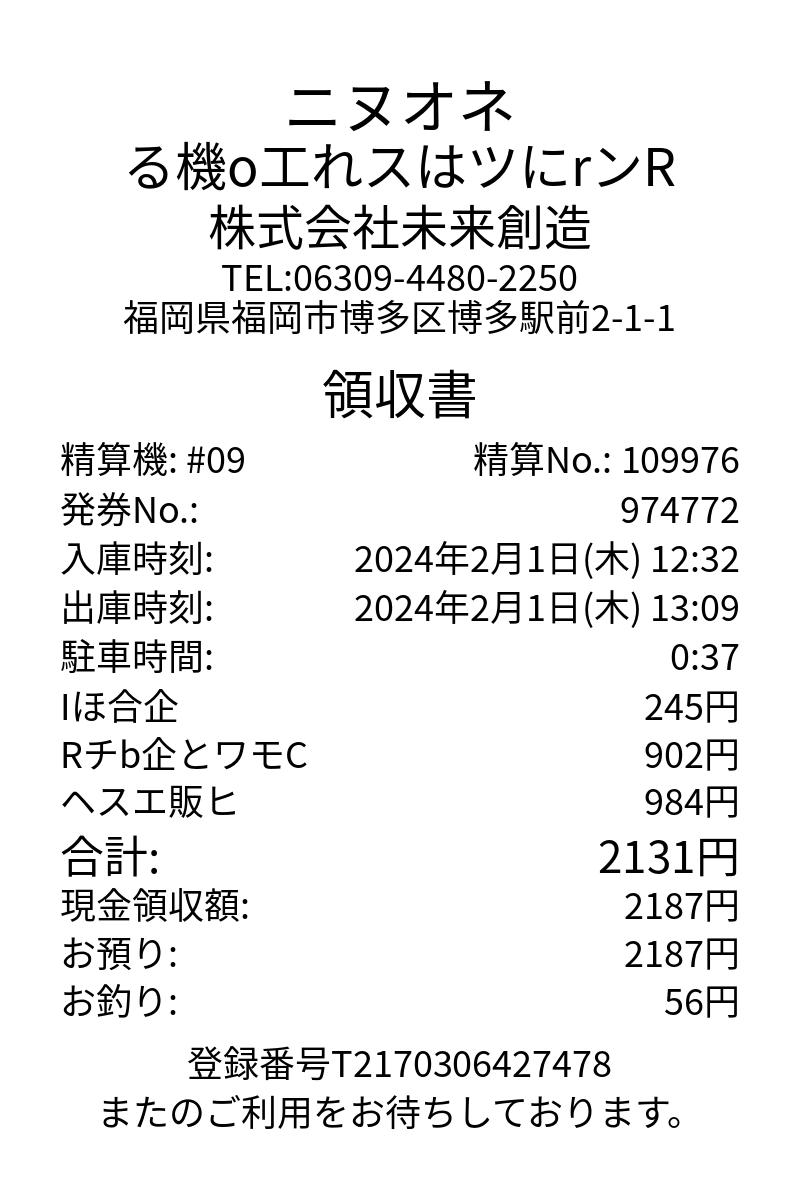 ニヌオネ
る機o工れスはツにrンR
株式会社未来創造
TEL:06309-4480-2250
福岡県福岡市博多区博多駅前2-1-1
領収書
精算機: #09 精算No.: 109976
発券No.: 974772
入庫時刻: 2024年2月1日(木) 12:32
出庫時刻: 2024年2月1日(木) 13:09
駐車時間: 0:37
Iほ合企 245円
Rチb企とワモC 902円
ヘスエ販ヒ 984円
合計: 2131円
現金領収額: 2187円
お預り: 2187円
お釣り: 56円
登録番号T2170306427478
またのご利用をお待ちしております。